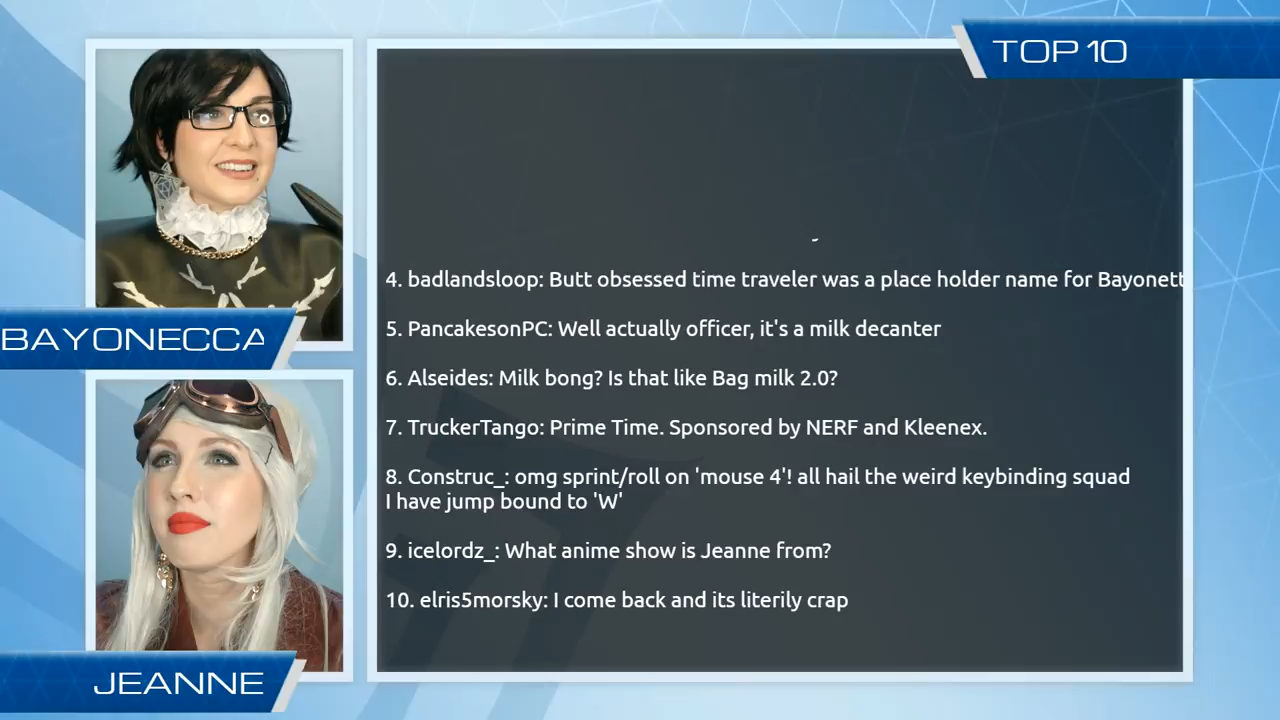 TOP 10
4. badlandsloop: Butt obsessed time traveler was a place holder name for Bayonett
5. PancakesonPC: Well actually officer, it's a milk decanter
6. Alseides: Milk bong? Is that like Bag milk 2.0?
7. TruckerTango: Prime Time. Sponsored by NERF and Kleenex.
8. Construc_: omg sprint/roll on 'mouse 4'! all hail the weird keybinding squad
I have jump bound to 'W'
9. icelordz_: What anime show is Jeanne from?
10. elris5morsky: I come back and its literily crap
BAYONECCA
JEANNE